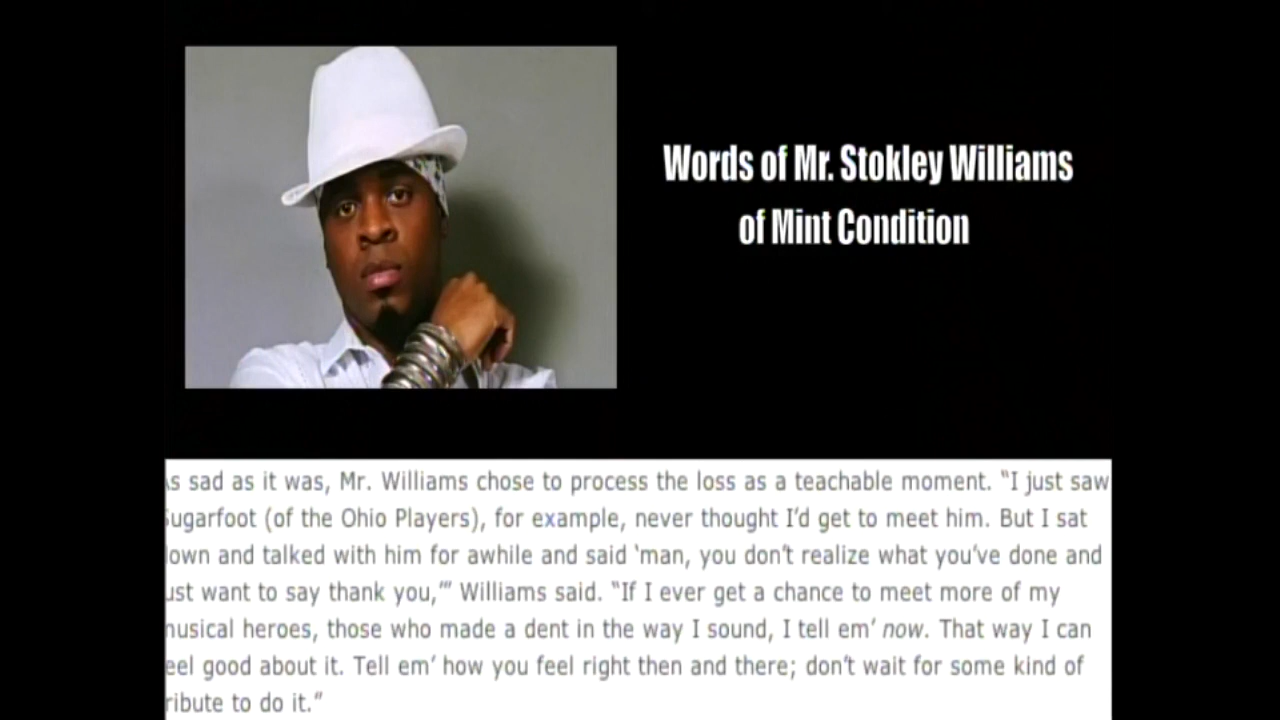 Words of Mr. Stokley Williams
of Mint Condition
s sad as it was, Mr. Williams chose to process the loss as a teachable moment. “I just saw
ugarfoot (of the Ohio Players), for example, never thought I’d get to meet him. But I sat
own and talked with him for awhile and said ‘man, you don’t realize what you’ve done and
ust want to say thank you,’” Williams said. “If I ever get a chance to meet more of my
usical heroes, those who made a dent in the way I sound, I tell em’ now. That way I can
eel good about it. Tell em’ how you feel right then and there; don’t wait for some kind of
ribute to do it.”